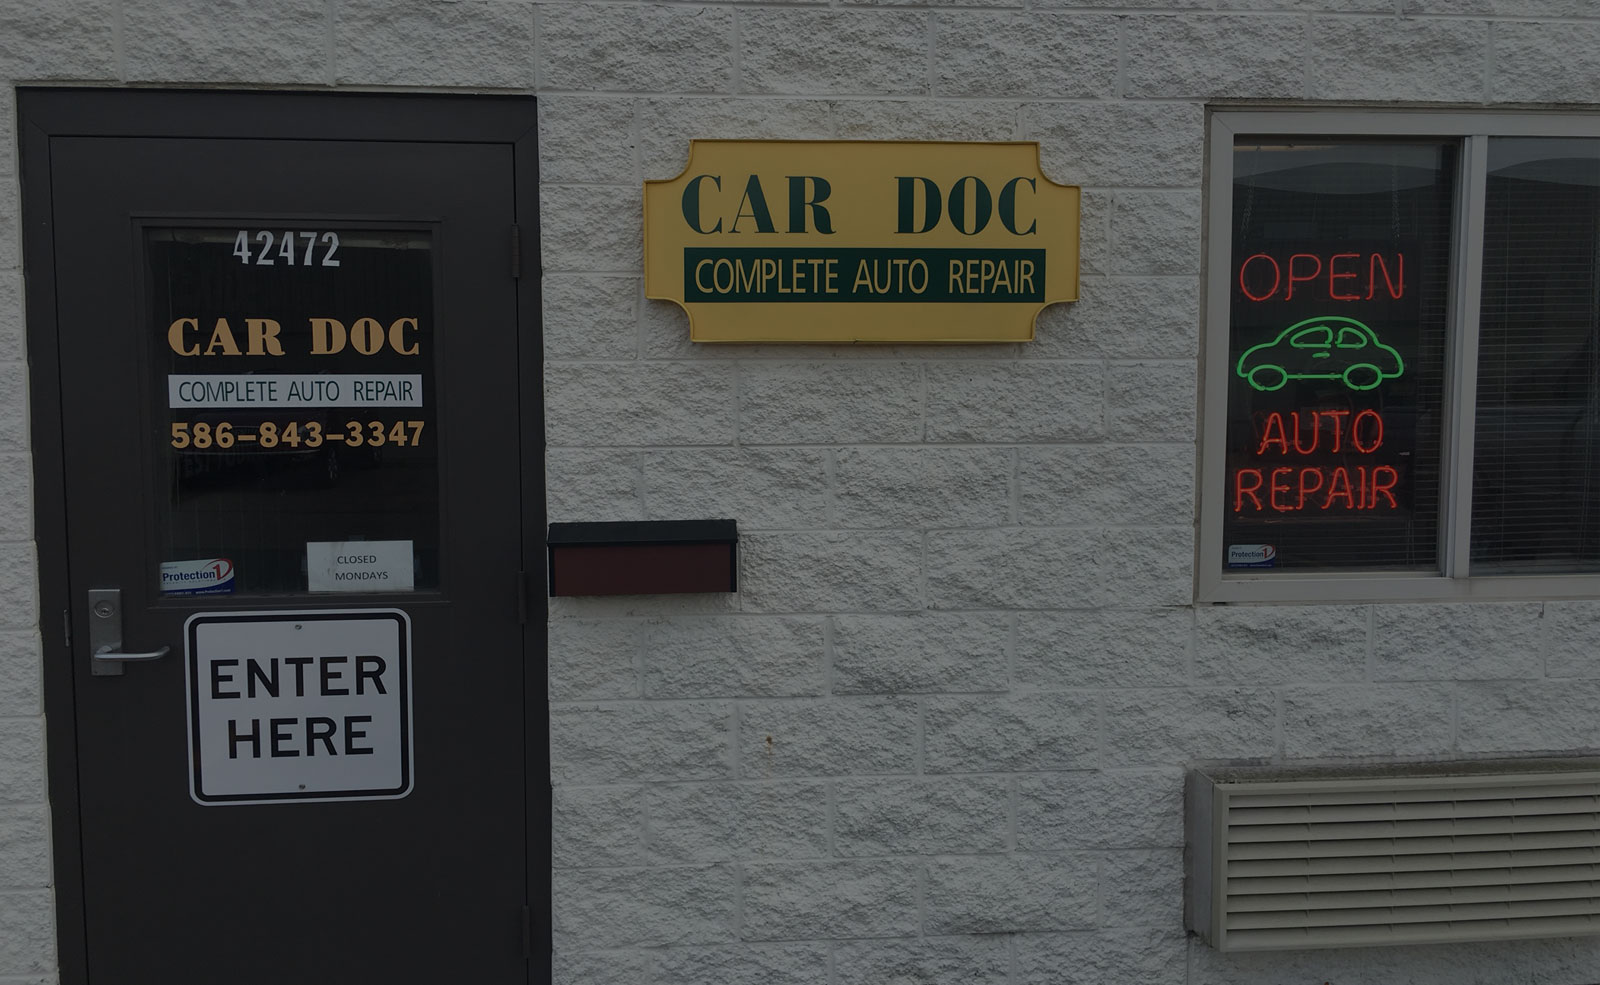 42472
CAR DOC
COMPLETE AUTO REPAIR
586-843-3347
Protection 1
CLOSED
MONDAYS
ENTER
HERE
CAR DOC
COMPLETE AUTO REPAIR
OPEN
AUTO
REPAIR
Protection 1